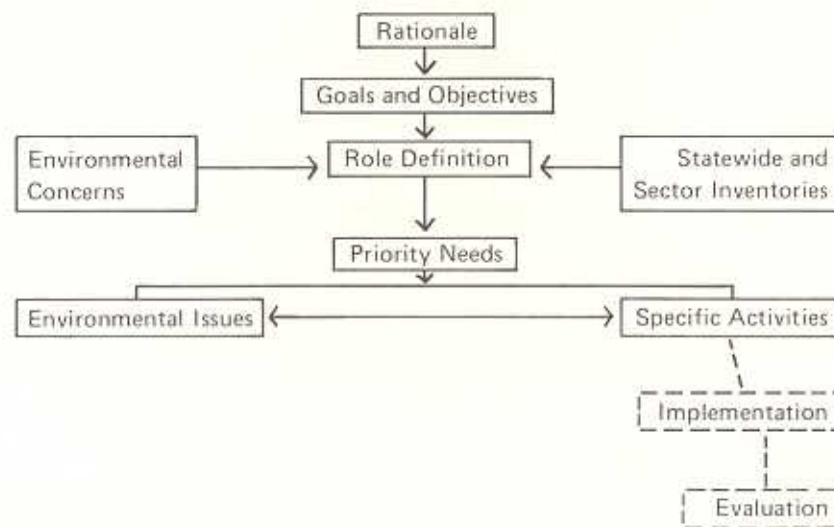 Rationale
Goals and Objectives
Environmental
Concerns
Role Definition
Statewide and
Sector Inventories
Priority Needs
Environmental Issues
Specific Activities
Implementation
Evaluation